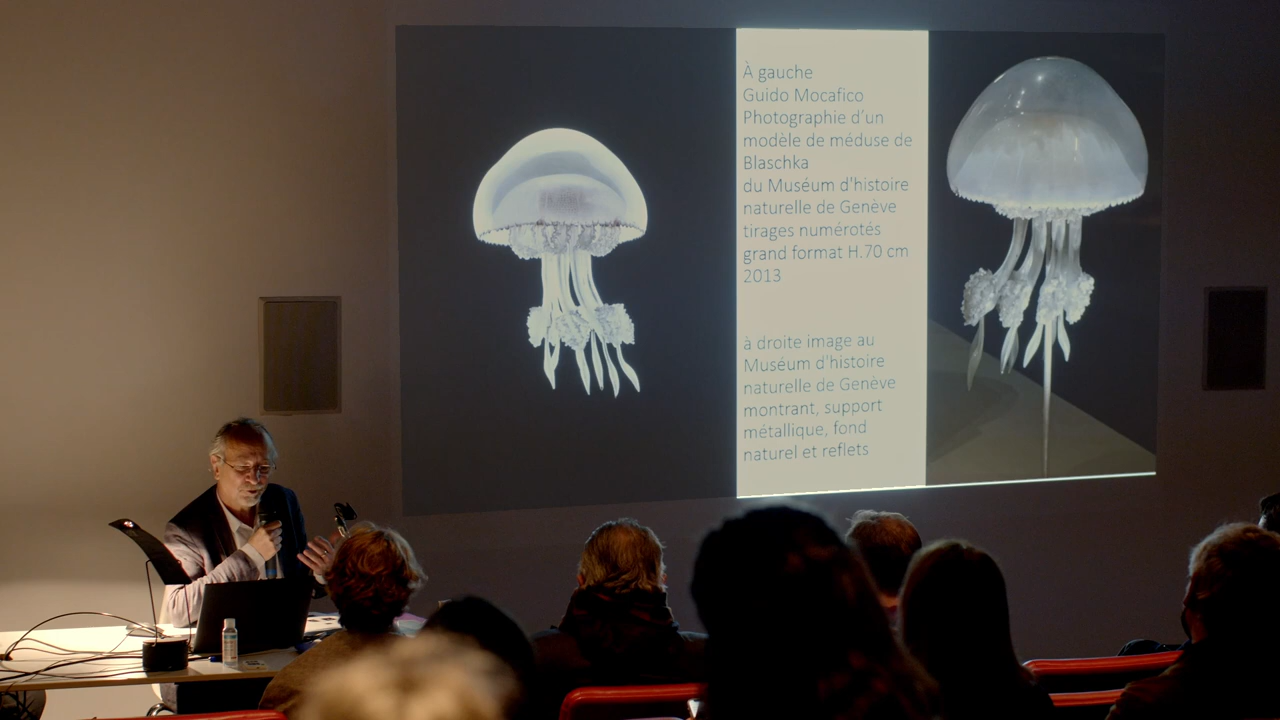 À gauche
Guido Mocafico
Photographie d’un
modèle de méduse de
Blaschka
du Muséum d'histoire
naturelle de Genève
tirages numérotés
grand format H.70 cm
2013
à droite image au
Muséum d'histoire
naturelle de Genève
montrant, support
métallique, fond
naturel et reflets